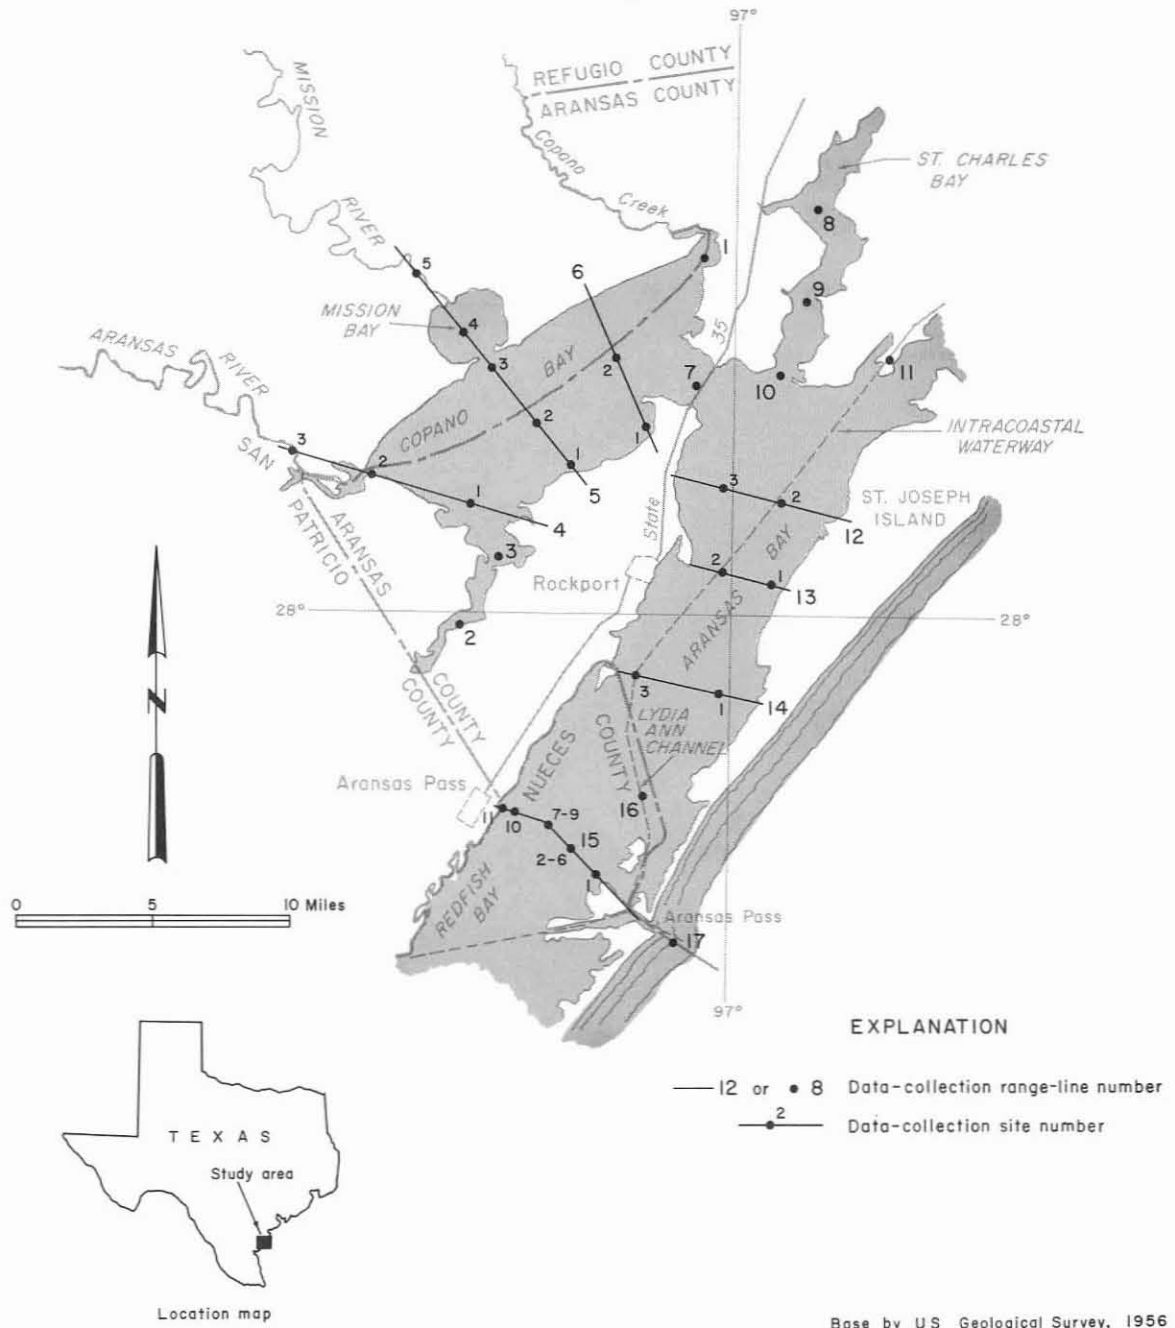 97°
REFUGIO COUNTY
ARANSAS COUNTY
MISSION
RIVER
Copano
Creek
ST. CHARLES
BAY
8
1
5
6
9
MISSION
BAY
4
35
ARANSAS
RIVER
3
BAY
2
7
10
11
COPANO
2
1
INTRACOASTAL
WATERWAY
SAN
PATRICIO
3
2
1
5
3
2
ST. JOSEPH
ISLAND
1
4
State
12
ARANSAS
3
BAY
2
1
13
Rockport
28°
28°
2
ARANSAS
COUNTY
COUNTY
N
3
1
14
LYDIA
ANN
CHANNEL
NUECES
COUNTY
Aransas Pass
11
10
7-9
16
15
2-6
1
REDFISH
BAY
0 5 10 Miles
Aransas Pass
17
97°
EXPLANATION
12 or 8 Data-collection range-line number
2 Data-collection site number
TEXAS
Study area
Location map
Base by U.S. Geological Survey, 1956